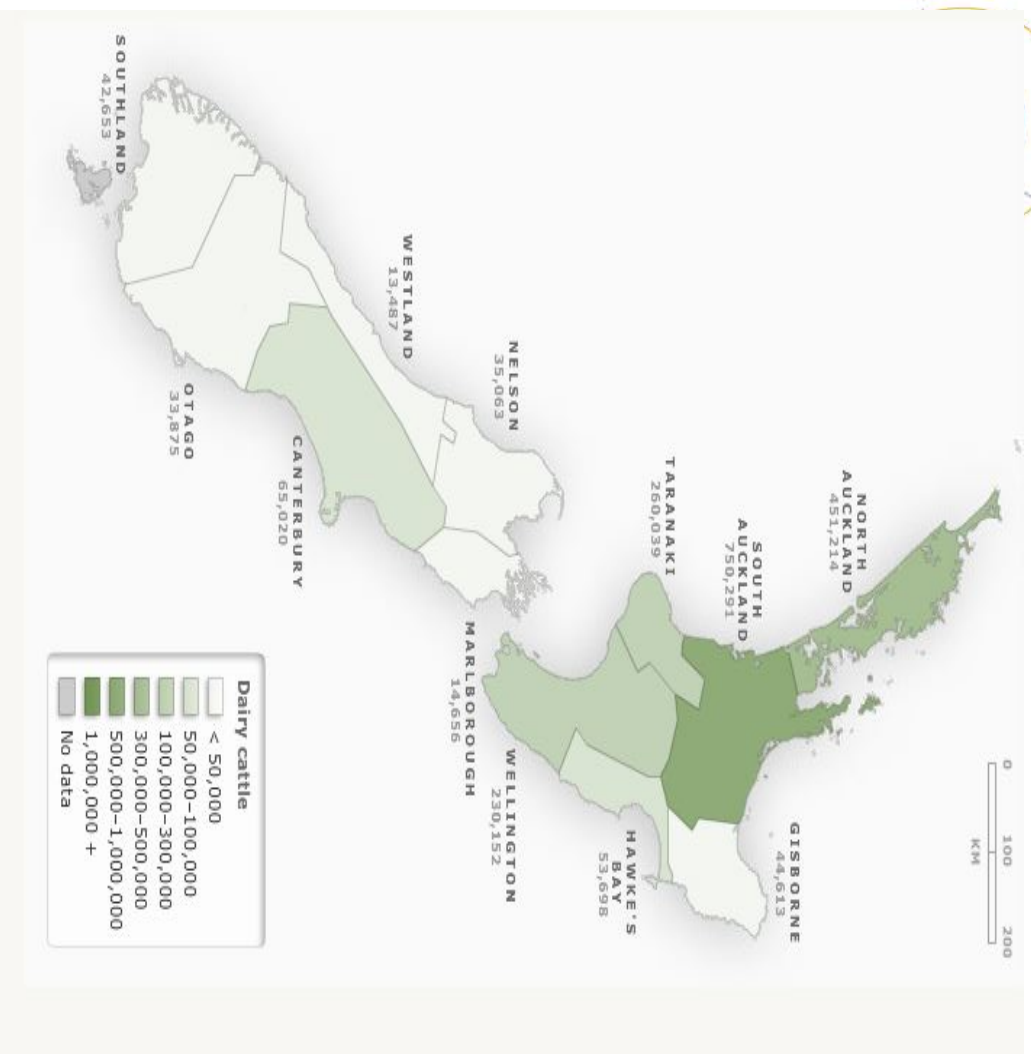 NORTH
AUCKLAND
451,214
SOUTH
AUCKLAND
750,291
TARANAKI
260,039
GISBORNE
44,613
HAWKE'S
BAY
53,698
WELLINGTON
230,152
NELSON
35,063
MARLBOROUGH
14,656
WESTLAND
13,487
CANTERBURY
65,020
OTAGO
33,875
SOUTHLAND
42,653
0 100 200
KM
Dairy cattle
< 50,000
50,000–100,000
100,000–300,000
300,000–500,000
500,000–1,000,000
1,000,000 +
No data